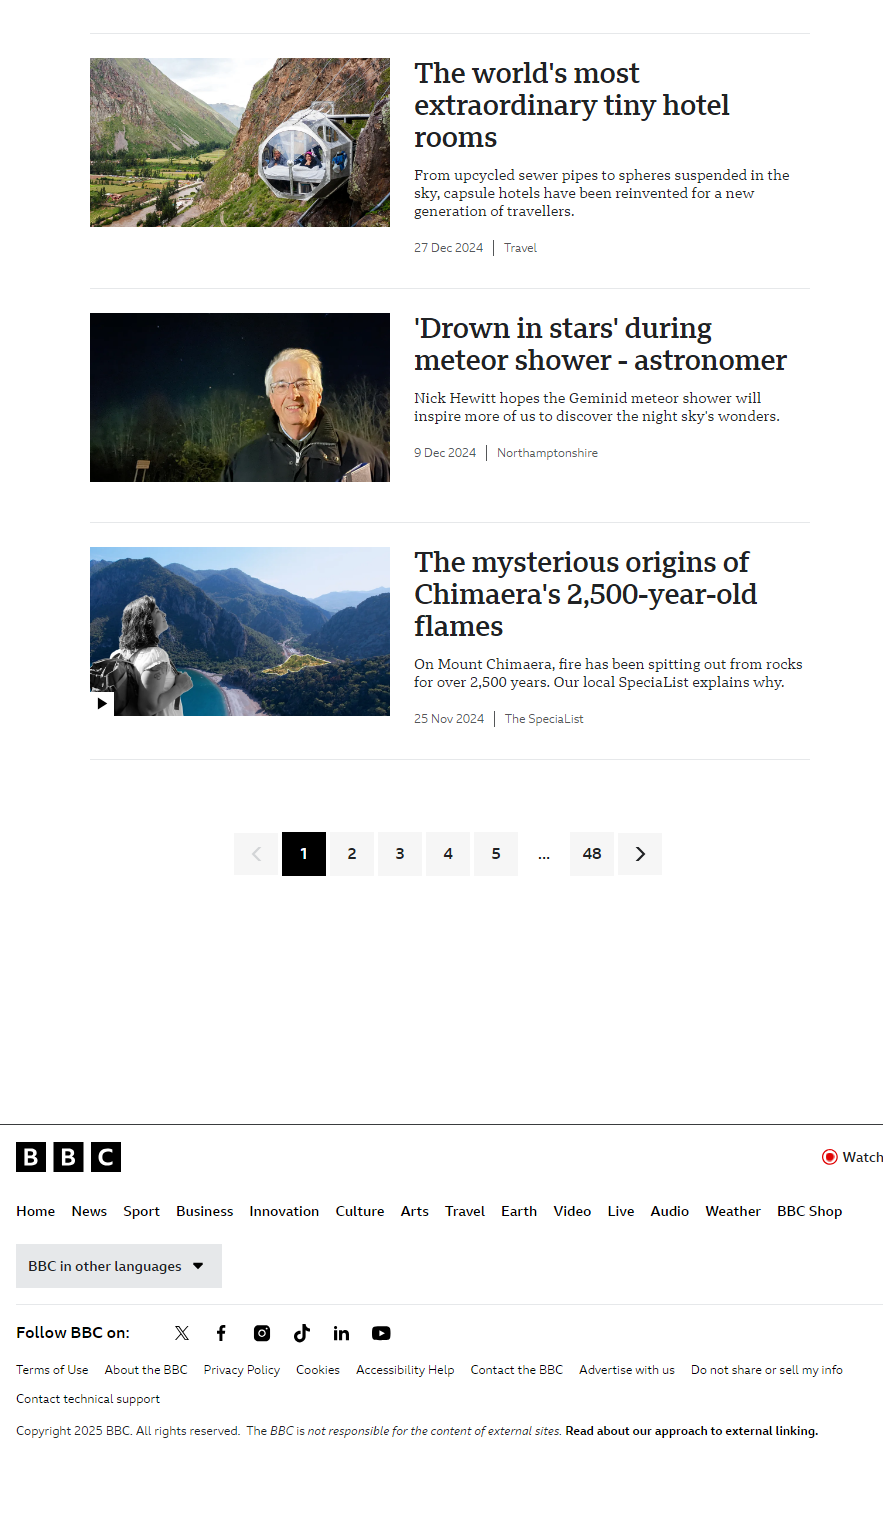 The world's most
extraordinary tiny hotel
rooms
From upcycled sewer pipes to spheres suspended in the
sky, capsule hotels have been reinvented for a new
generation of travellers.
27 Dec 2024 Travel
'Drown in stars' during
meteor shower - astronomer
Nick Hewitt hopes the Geminid meteor shower will
inspire more of us to discover the night sky's wonders.
9 Dec 2024 Northamptonshire
The mysterious origins of
Chimaera's 2,500-year-old
flames
On Mount Chimaera, fire has been spitting out from rocks
for over 2,500 years. Our local SpeciaList explains why.
25 Nov 2024 The SpeciaList
1 2 3 4 5 ... 48
BBC
Watch
Home News Sport Business Innovation Culture Arts Travel Earth Video Live Audio Weather BBC Shop
BBC in other languages
Follow BBC on:
Terms of Use About the BBC Privacy Policy Cookies Accessibility Help Contact the BBC Advertise with us Do not share or sell my info
Contact technical support
Copyright 2025 BBC. All rights reserved. The BBC is not responsible for the content of external sites. Read about our approach to external linking.